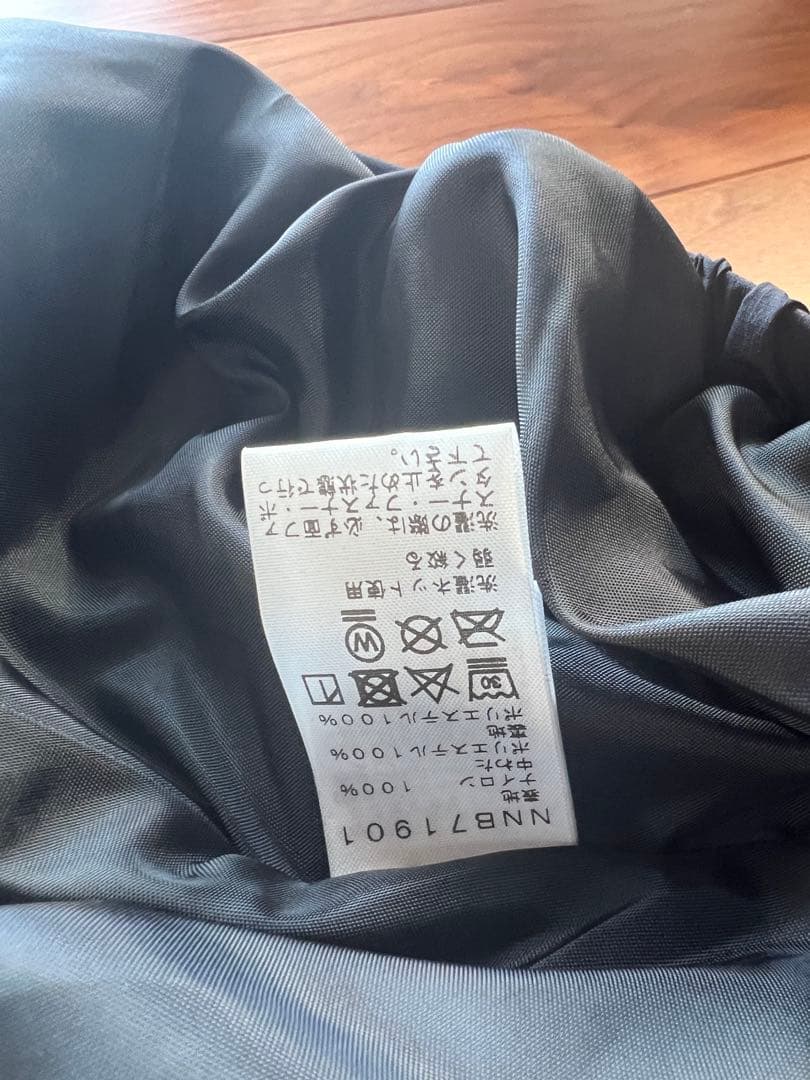 NNB71901
表地
ナイロン 100%
中わた
ポリエステル100%
裏地
ポリエステル100%
30
W
洗濯ネット使用
弱く絞る
洗濯の際は、必ず面ファ
スナー・ファスナー・ボ
タンを止めた状態で行っ
て下さい。